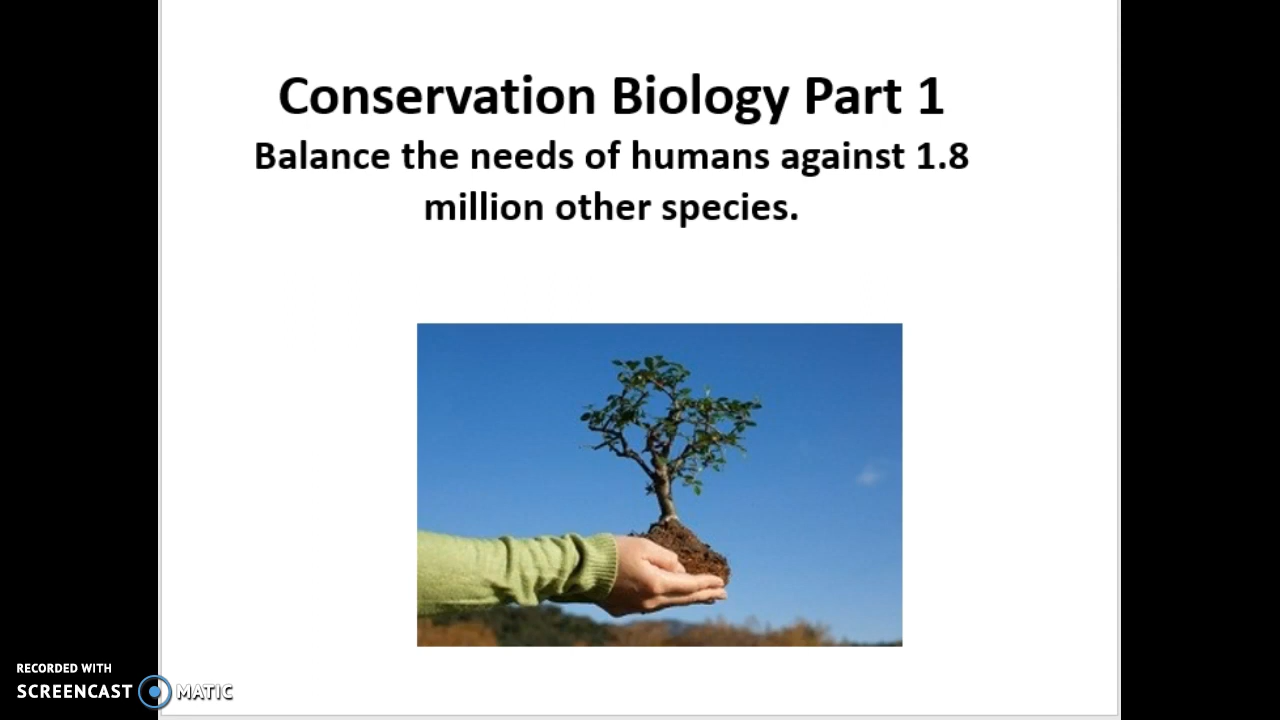 Conservation Biology Part 1
Balance the needs of humans against 1.8
million other species.
RECORDED WITH
SCREENCAST MATIC